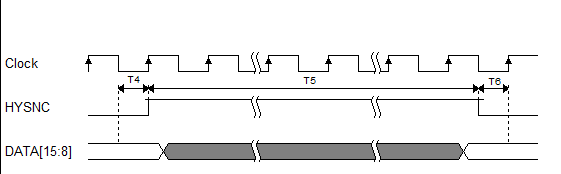 Clock
T4
T5
T6
HYSNC
DATA[15:8]